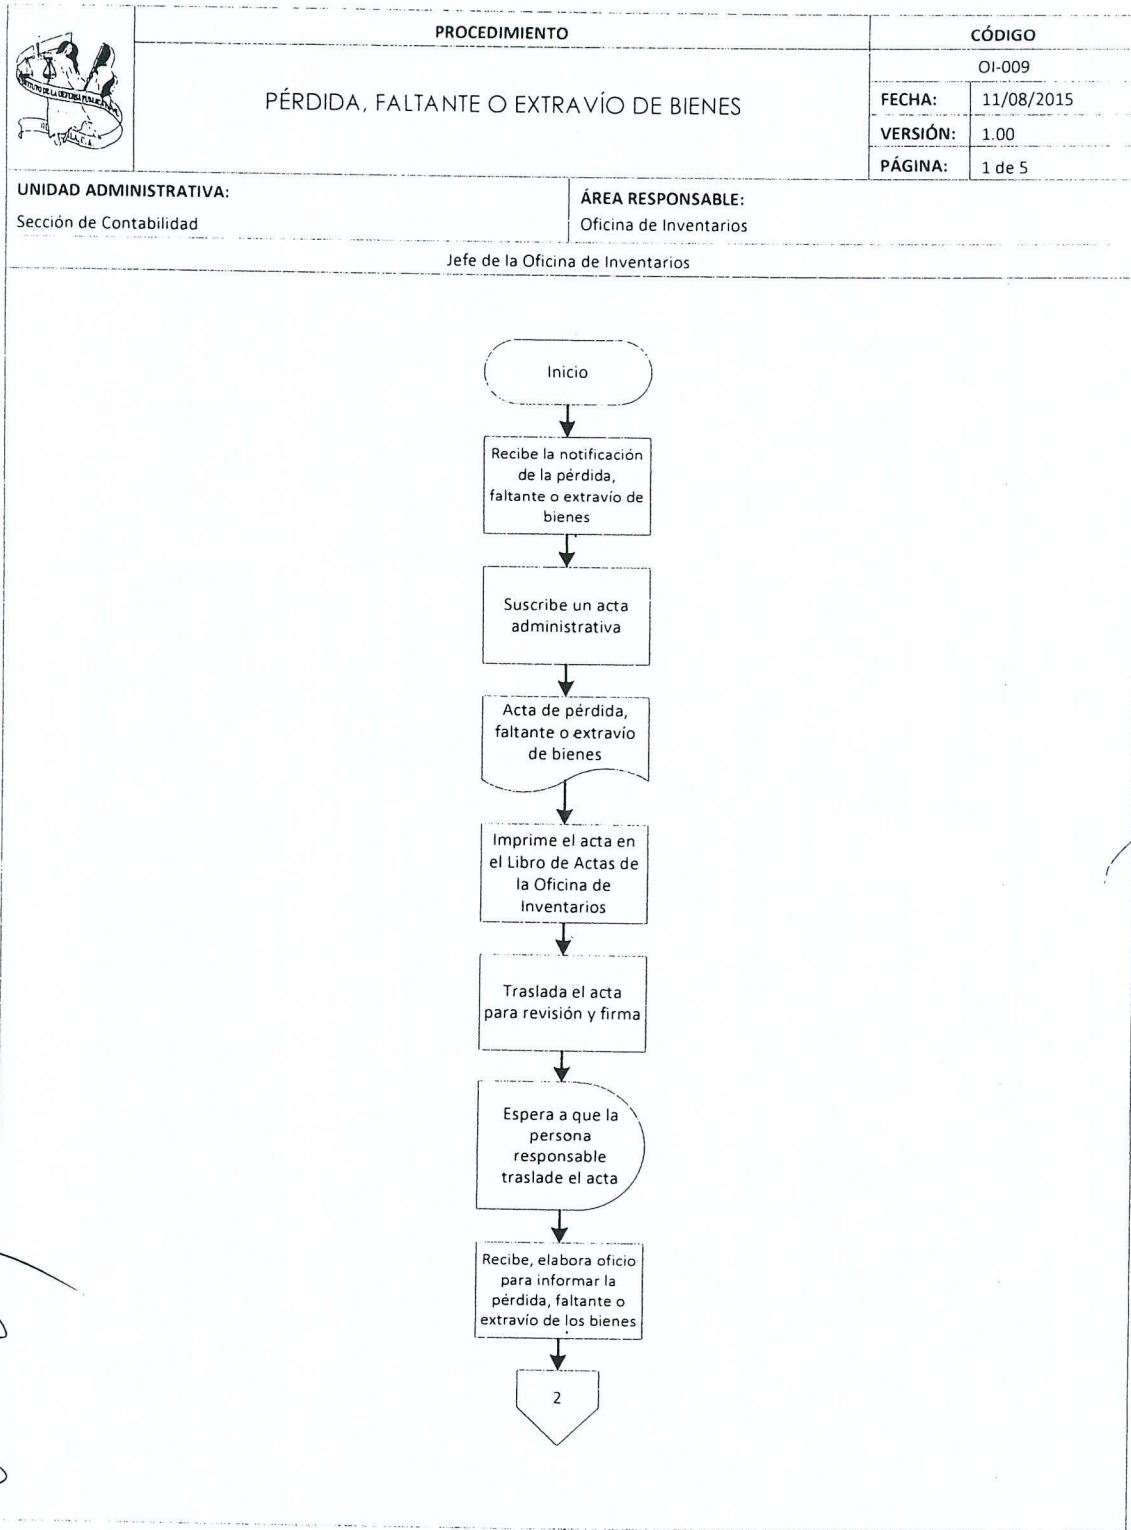 PROCEDIMIENTO
CÓDIGO
PÉRDIDA, FALTANTE O EXTRAVÍO DE BIENES
OI-009
FECHA: 11/08/2015
VERSIÓN: 1.00
PÁGINA: 1 de 5
UNIDAD ADMINISTRATIVA:
Sección de Contabilidad
ÁREA RESPONSABLE:
Oficina de Inventarios
Jefe de la Oficina de Inventarios
Inicio
Recibe la notificación
de la pérdida,
faltante o extravío de
bienes
Suscribe un acta
administrativa
Acta de pérdida,
faltante o extravío
de bienes
Imprime el acta en
el Libro de Actas de
la Oficina de
Inventarios
Traslada el acta
para revisión y firma
Espera a que la
persona
responsable
traslade el acta
Recibe, elabora oficio
para informar la
pérdida, faltante o
extravío de los bienes
2